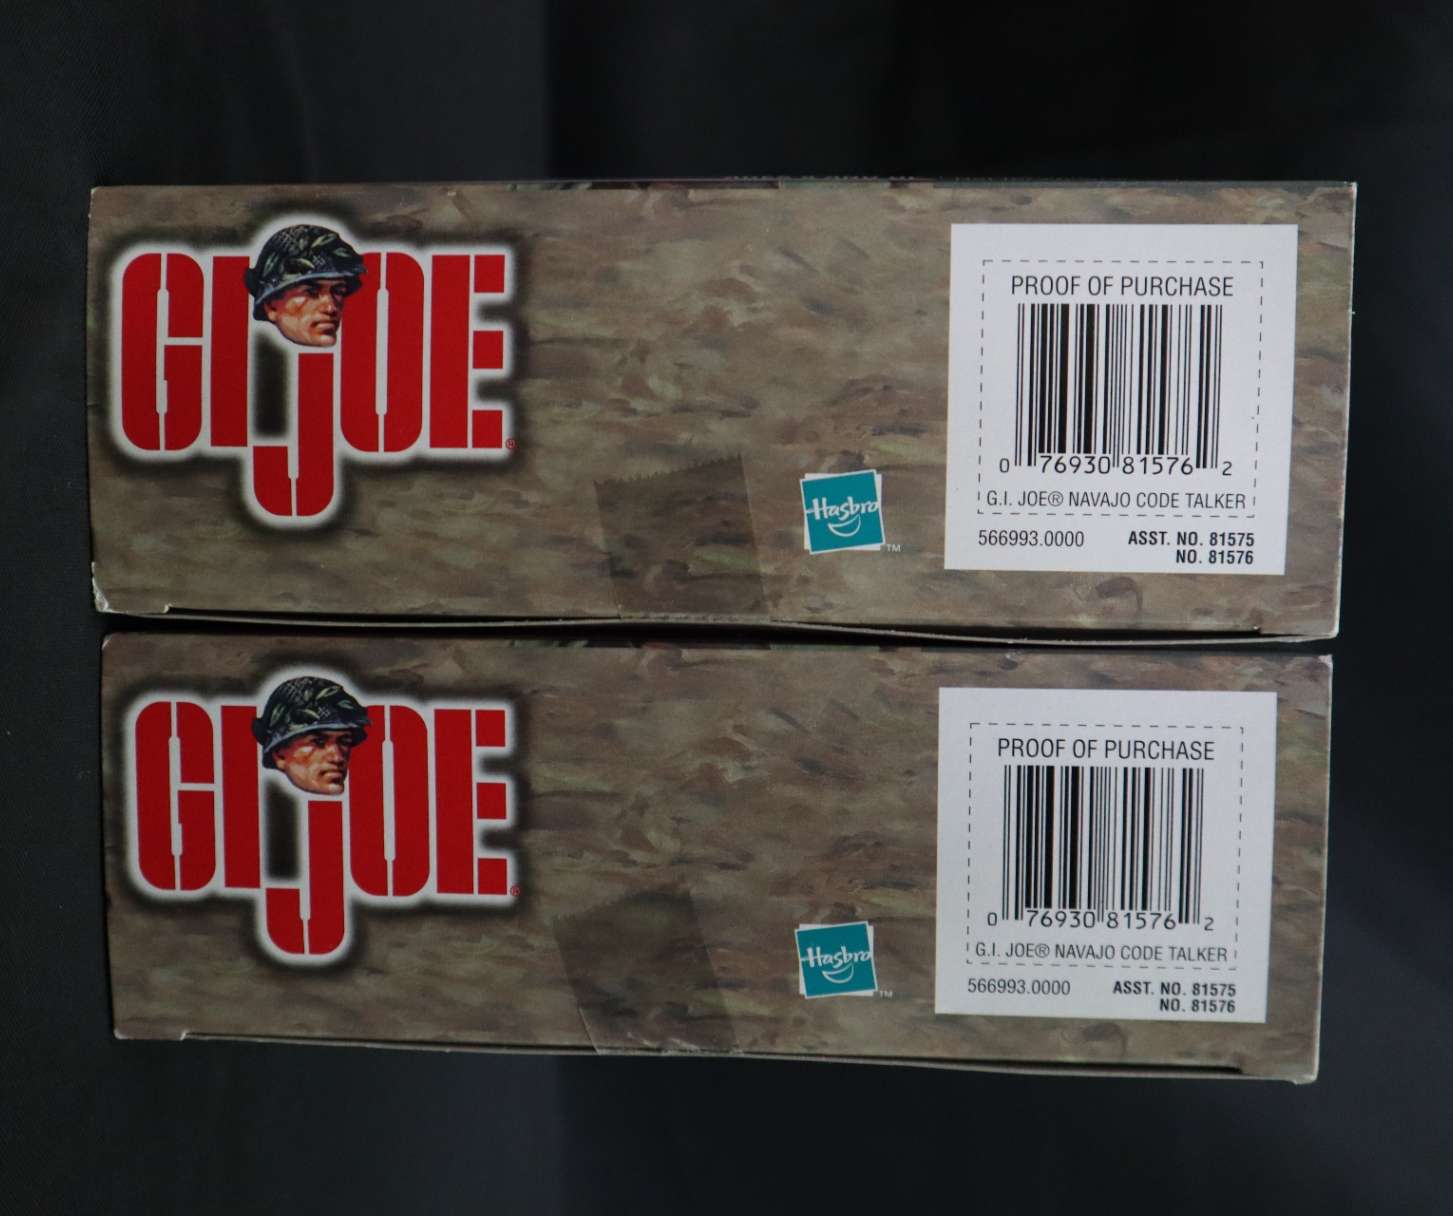 GIJOE®
PROOF OF PURCHASE
0 76930 81576 2
G.I. JOE® NAVAJO CODE TALKER
Hasbro
™
566993.0000 ASST. NO. 81575
NO. 81576
GIJOE®
PROOF OF PURCHASE
0 76930 81576 2
G.I. JOE® NAVAJO CODE TALKER
Hasbro
™
566993.0000 ASST. NO. 81575
NO. 81576